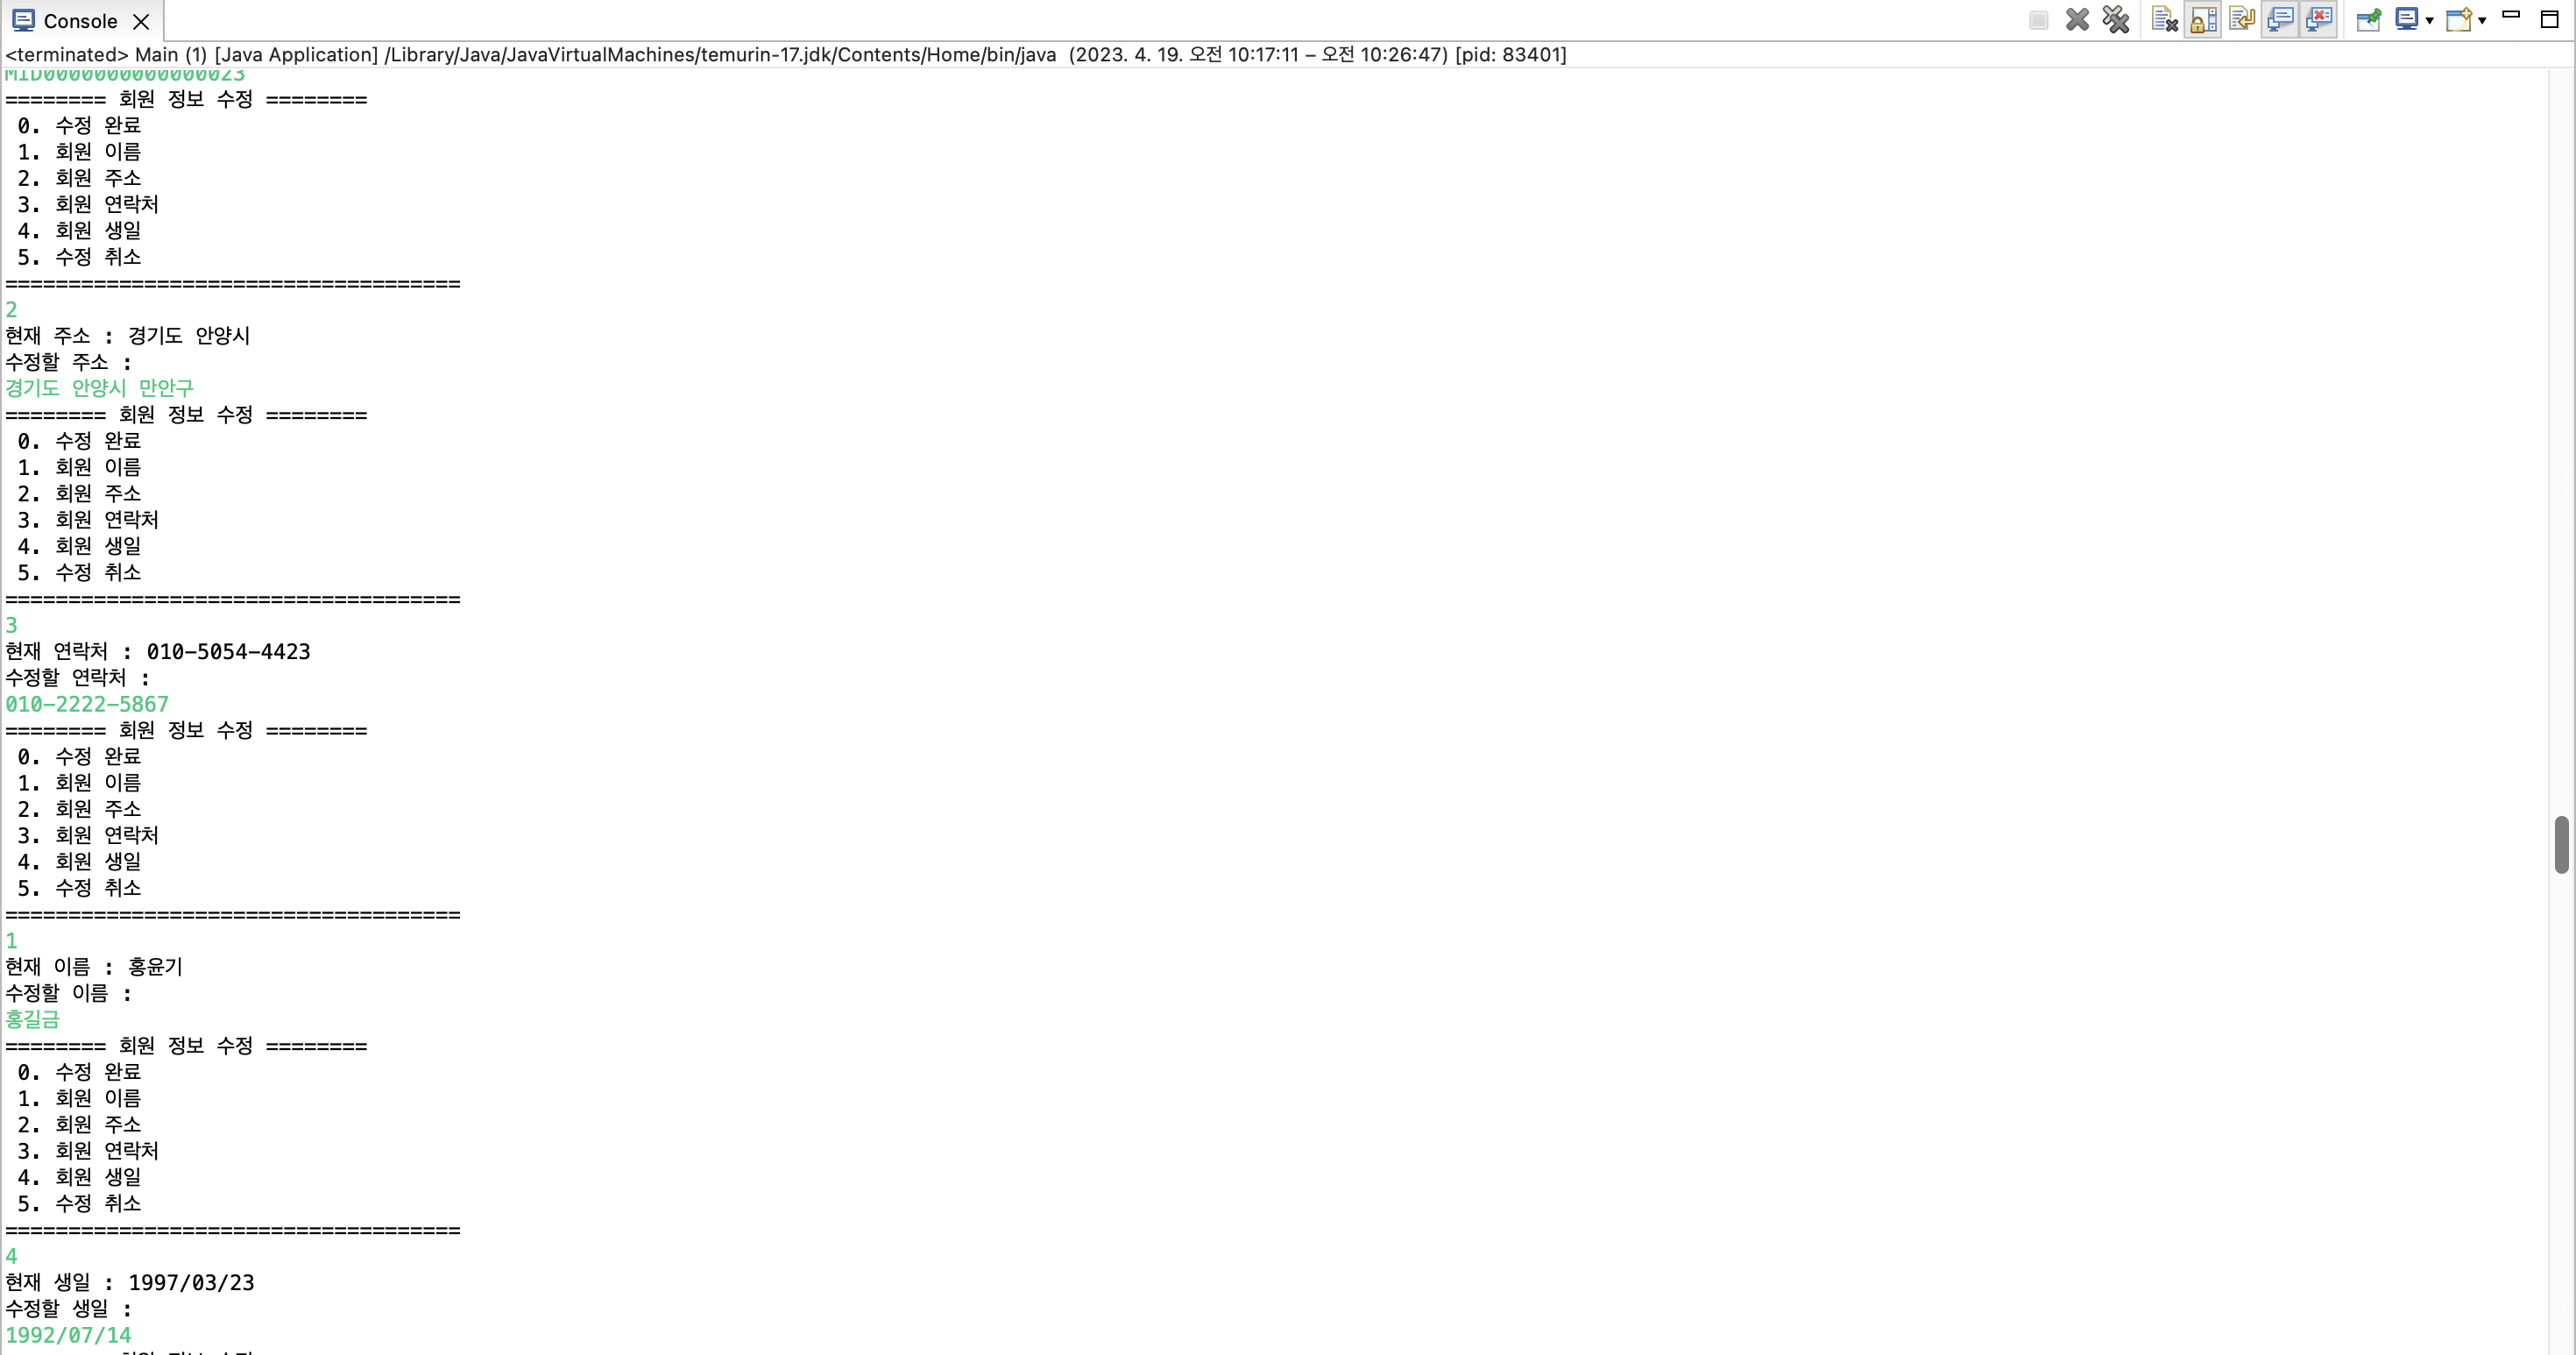 Console
<terminated> Main (1) [Java Application] /Library/Java/JavaVirtualMachines/temurin-17.jdk/Contents/Home/bin/java  (2023. 4. 19. 오전 10:17:11 – 오전 10:26:47) [pid: 83401]
======== 회원 정보 수정 ========
0. 수정 완료
1. 회원 이름
2. 회원 주소
3. 회원 연락처
4. 회원 생일
5. 수정 취소
=====================================
2
현재 주소 : 경기도 안양시
수정할 주소 :
경기도 안양시 만안구
======== 회원 정보 수정 ========
0. 수정 완료
1. 회원 이름
2. 회원 주소
3. 회원 연락처
4. 회원 생일
5. 수정 취소
=====================================
3
현재 연락처 : 010-5054-4423
수정할 연락처 :
010-2222-5867
======== 회원 정보 수정 ========
0. 수정 완료
1. 회원 이름
2. 회원 주소
3. 회원 연락처
4. 회원 생일
5. 수정 취소
=====================================
1
현재 이름 : 홍윤기
수정할 이름 :
홍길금
======== 회원 정보 수정 ========
0. 수정 완료
1. 회원 이름
2. 회원 주소
3. 회원 연락처
4. 회원 생일
5. 수정 취소
=====================================
4
현재 생일 : 1997/03/23
수정할 생일 :
1992/07/14